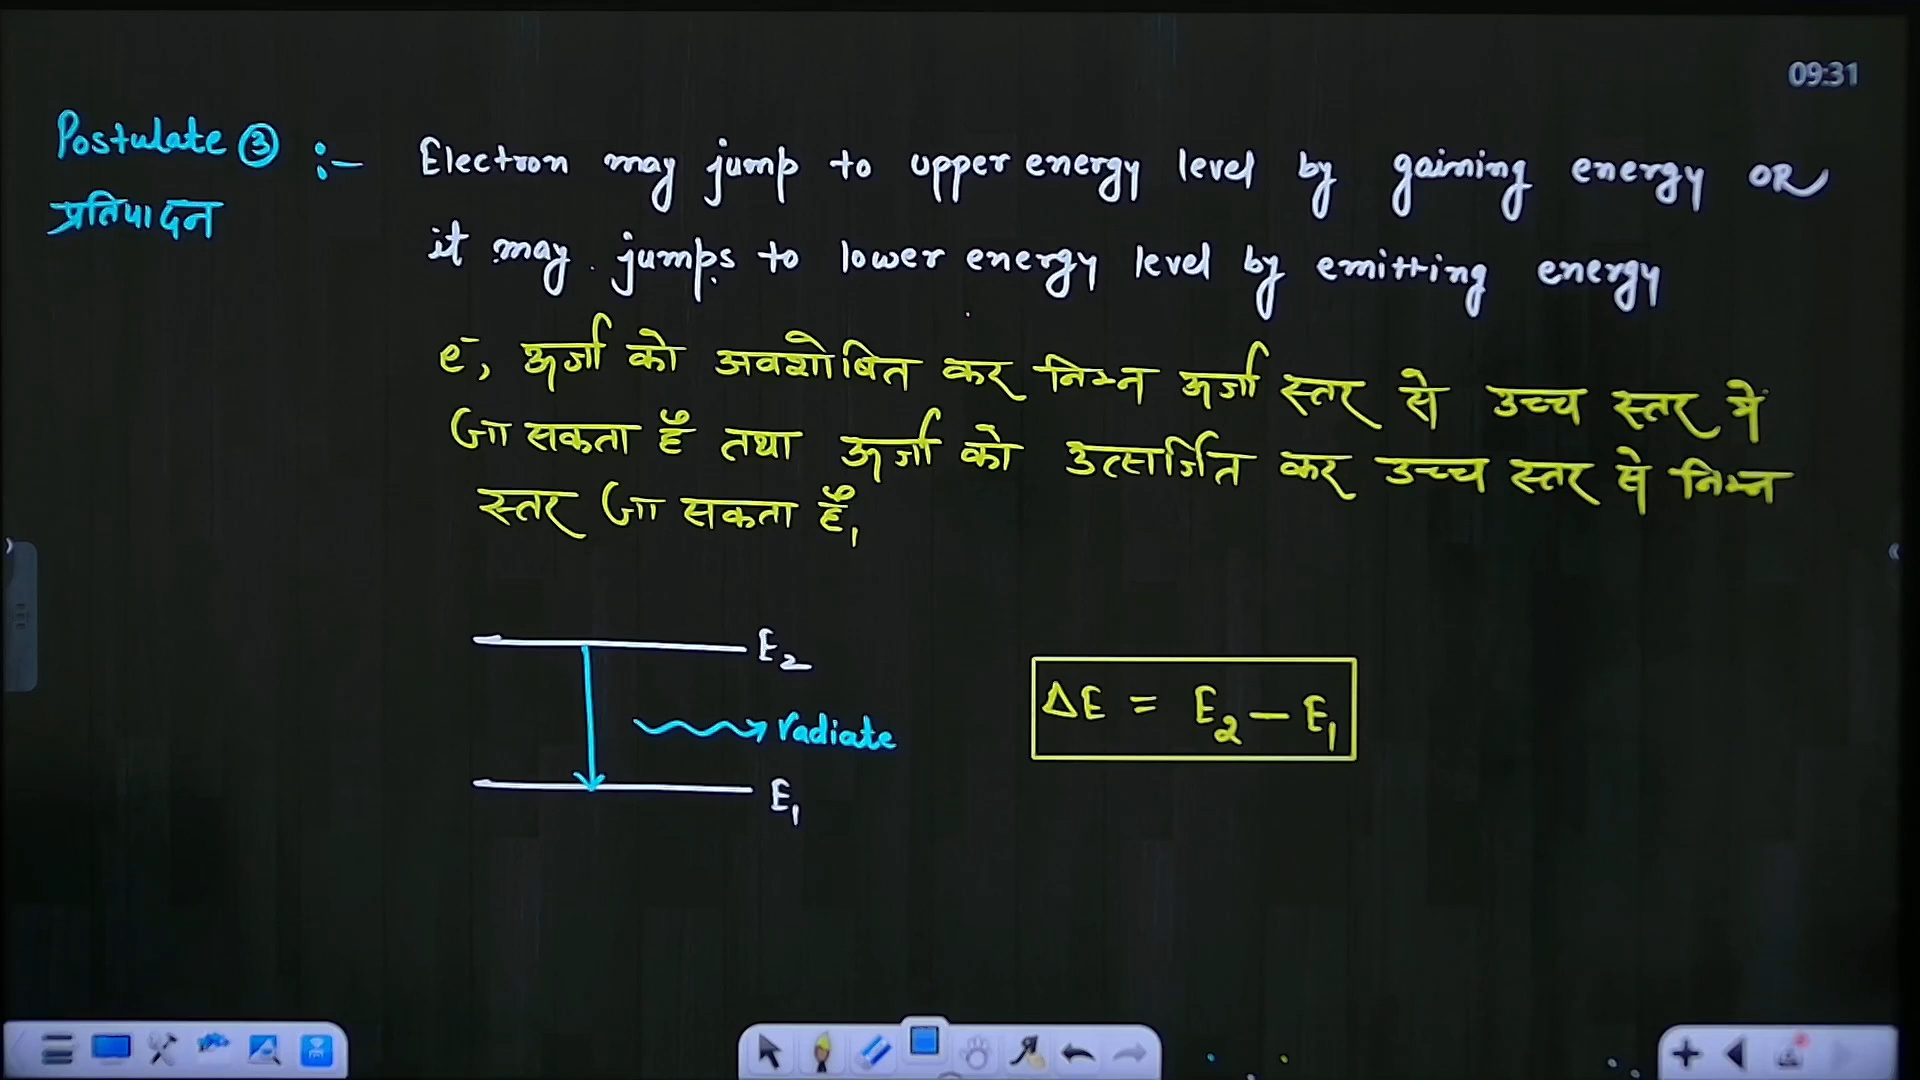 09:31
Postulate ③ :- Electron may jump to upper energy level by gaining energy OR
प्रतिपादन
it may jumps to lower energy level by emitting energy
e⁻, ऊर्जा को अवशोषित कर निम्न ऊर्जा स्तर से उच्च स्तर में
जा सकता है तथा ऊर्जा को उत्सर्जित कर उच्च स्तर से निम्न
स्तर जा सकता है।
E₂
radiate
E₁
ΔE = E₂ − E₁